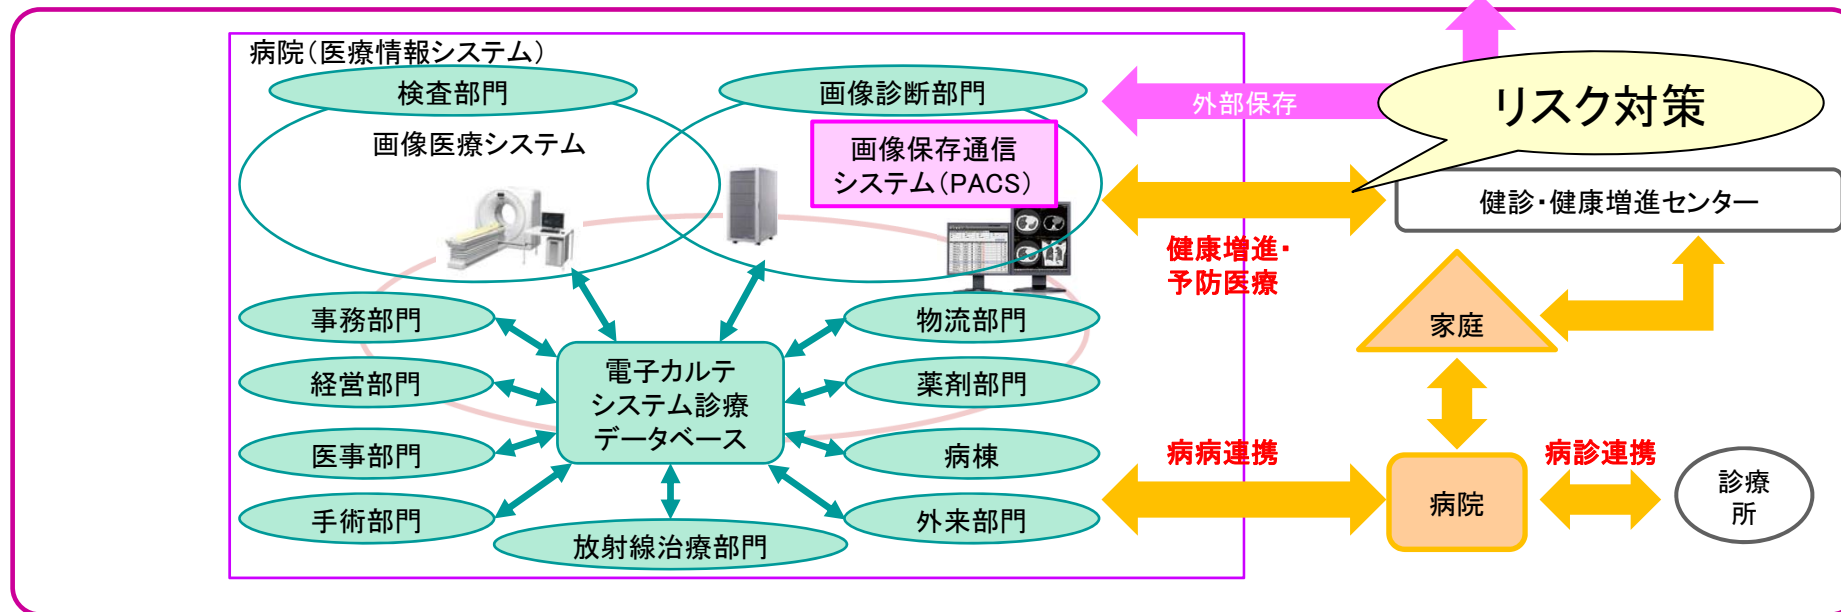 病院（医療情報システム）
検査部門
画像診断部門
外部保存
リスク対策
画像医療システム
画像保存通信
システム（PACS）
健診・健康増進センター
健康増進・
予防医療
事務部門
物流部門
家庭
電子カルテ
システム診療
データベース
経営部門
薬剤部門
医事部門
病棟
病病連携
病診連携
手術部門
外来部門
病院
診療
所
放射線治療部門